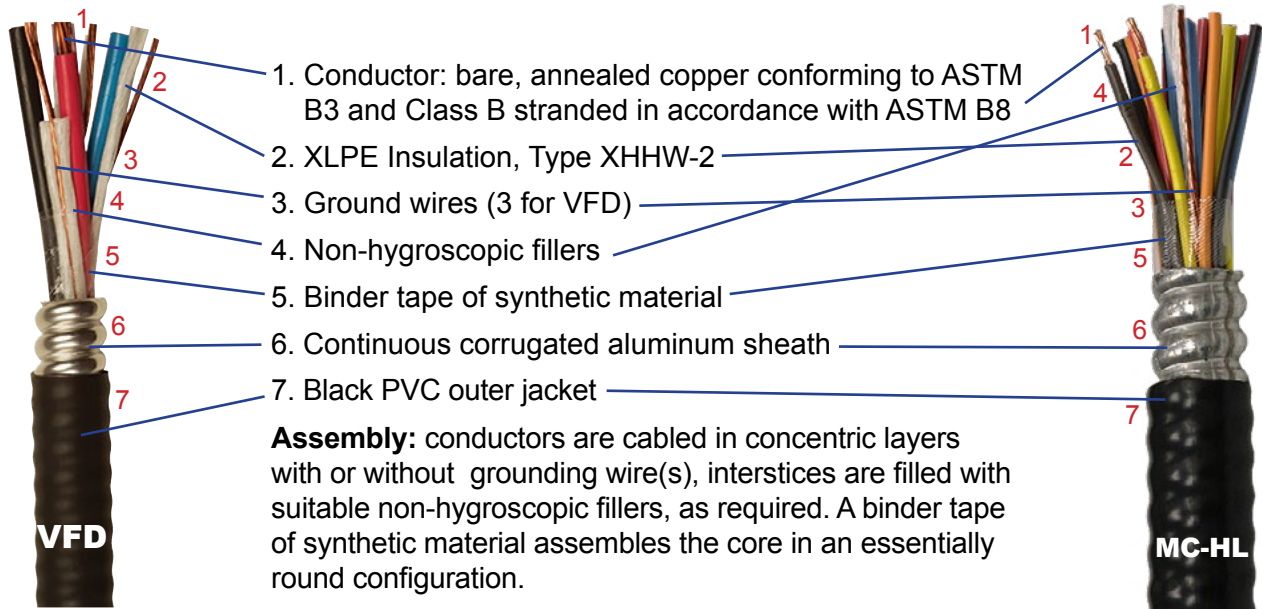 1
2
3
4
5
6
7
VFD
1. Conductor: bare, annealed copper conforming to ASTM
B3 and Class B stranded in accordance with ASTM B8
2. XLPE Insulation, Type XHHW-2
3. Ground wires (3 for VFD)
4. Non-hygroscopic fillers
5. Binder tape of synthetic material
6. Continuous corrugated aluminum sheath
7. Black PVC outer jacket
Assembly: conductors are cabled in concentric layers
with or without grounding wire(s), interstices are filled with
suitable non-hygroscopic fillers, as required. A binder tape
of synthetic material assembles the core in an essentially
round configuration.
1
4
2
3
5
6
7
MC-HL